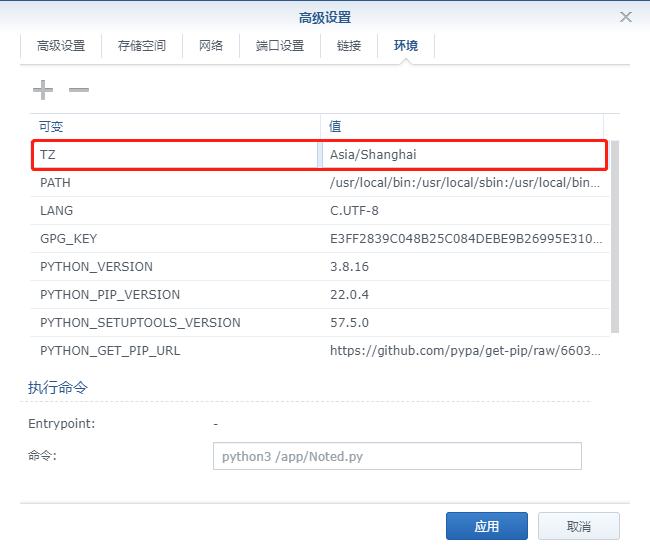 高级设置
高级设置 存储空间 网络 端口设置 链接 环境
可变 值
TZ Asia/Shanghai
PATH /usr/local/bin:/usr/local/sbin:/usr/local/bin...
LANG C.UTF-8
GPG_KEY E3FF2839C048B25C084DEBE9B26995E310...
PYTHON_VERSION 3.8.16
PYTHON_PIP_VERSION 22.0.4
PYTHON_SETUPTOOLS_VERSION 57.5.0
PYTHON_GET_PIP_URL https://github.com/pypa/get-pip/raw/6603...
执行命令
Entrypoint: -
命令: python3 /app/Noted.py
应用 取消